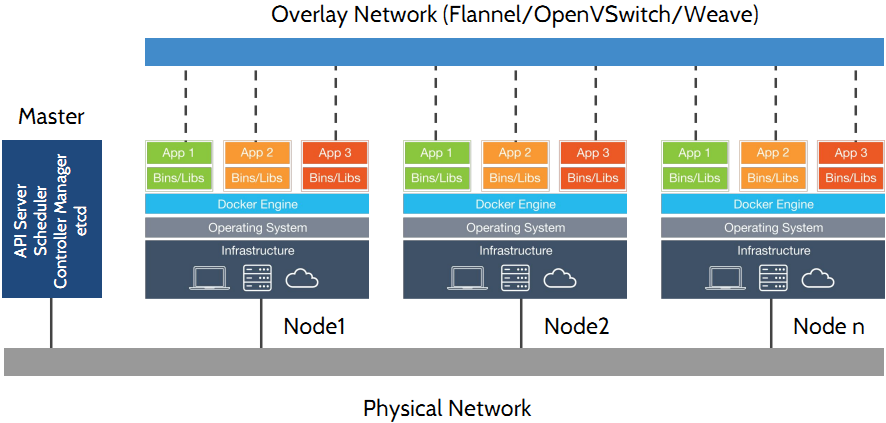 Overlay Network (Flannel/OpenVSwitch/Weave)
Master
API Server
Scheduler
Controller Manager
etcd
App 1
Bins/Libs
App 2
Bins/Libs
App 3
Bins/Libs
Docker Engine
Operating System
Infrastructure
Node1
App 1
Bins/Libs
App 2
Bins/Libs
App 3
Bins/Libs
Docker Engine
Operating System
Infrastructure
Node2
App 1
Bins/Libs
App 2
Bins/Libs
App 3
Bins/Libs
Docker Engine
Operating System
Infrastructure
Node n
Physical Network